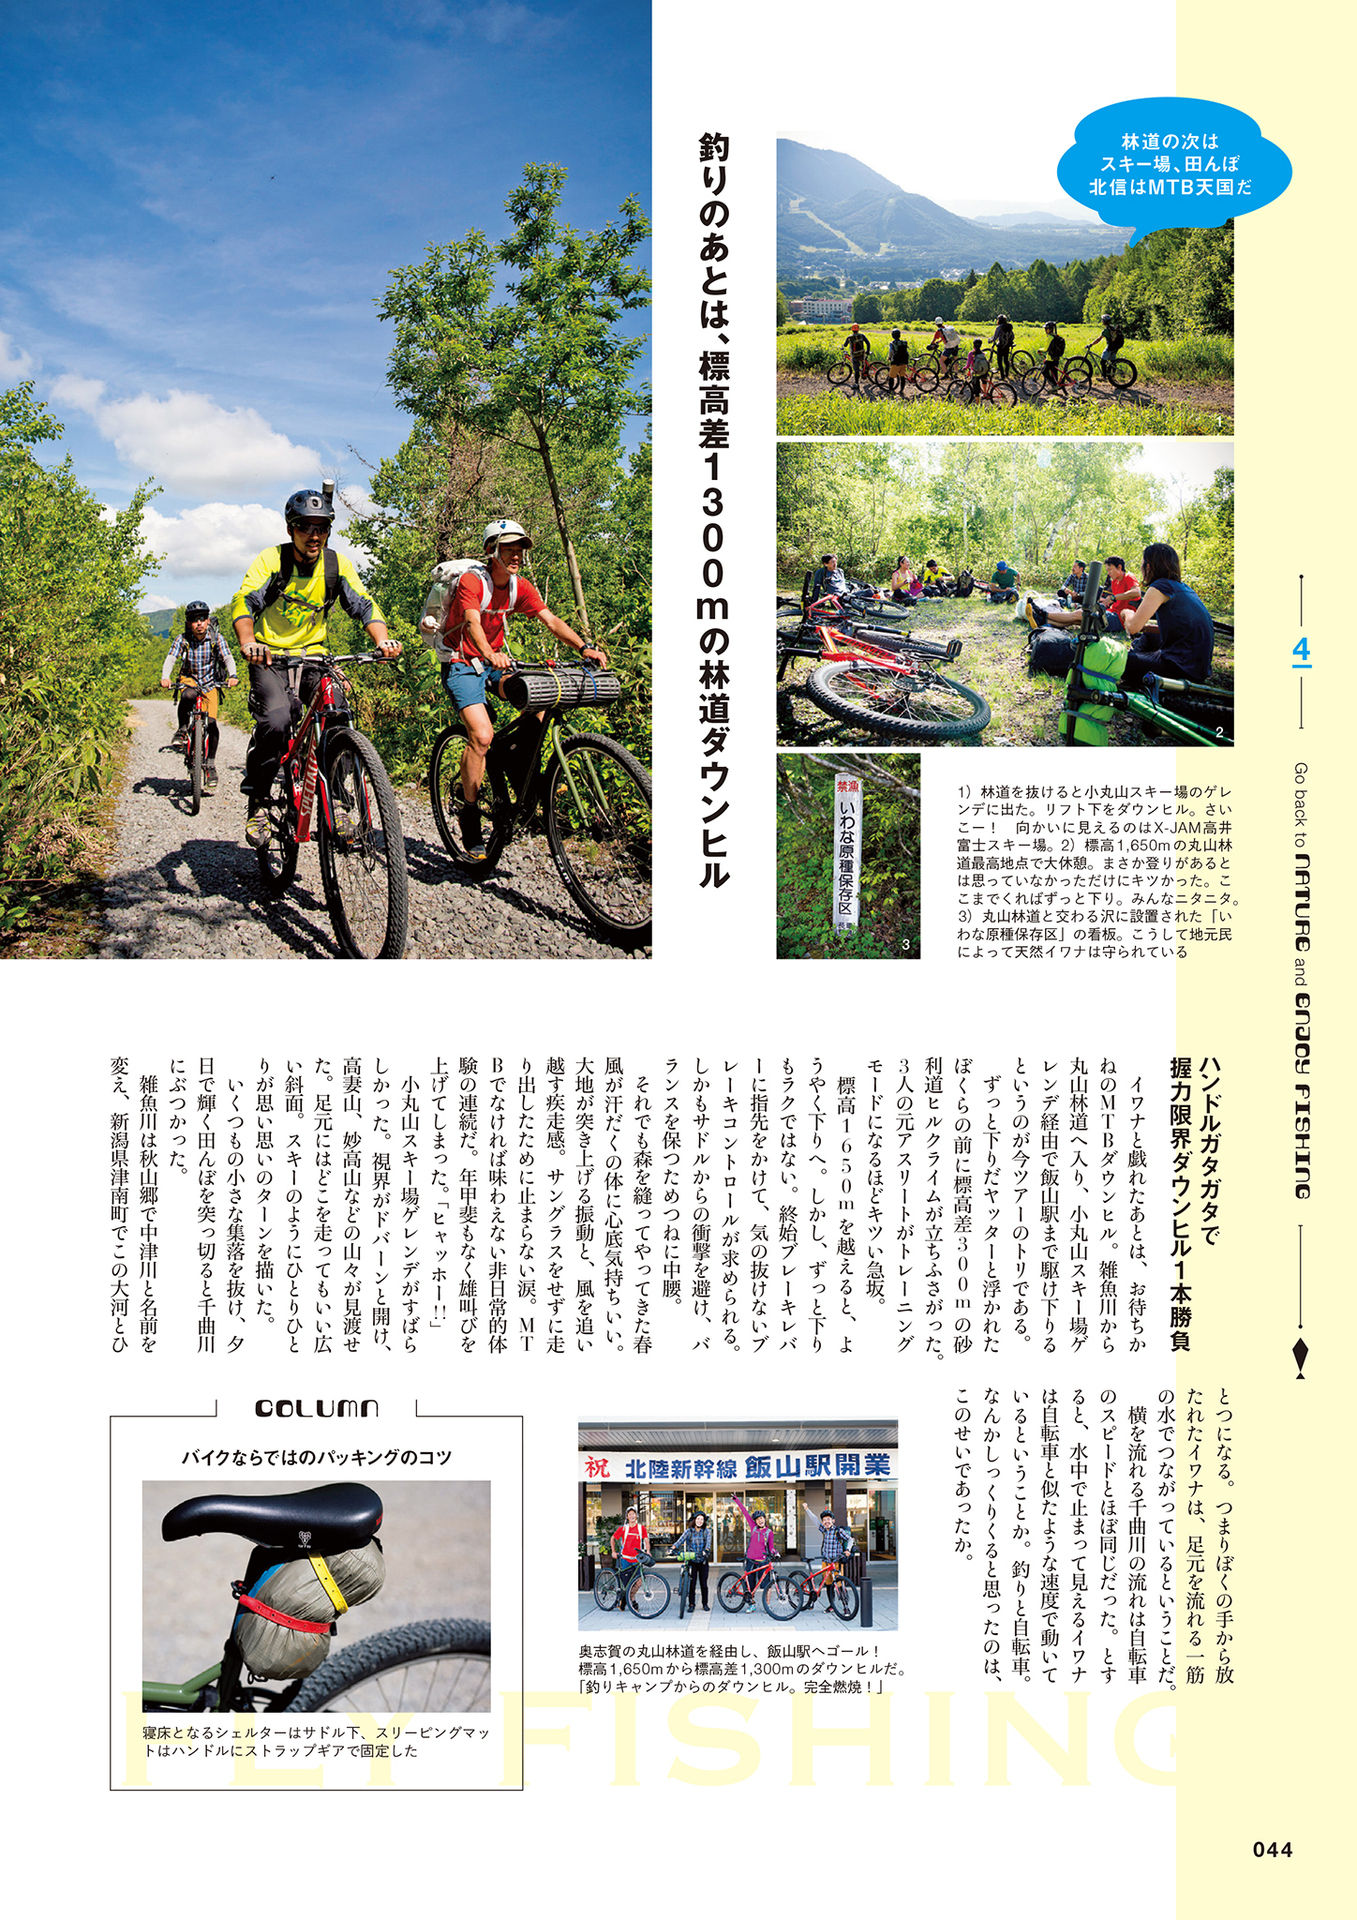 林道の次は
スキー場、田んぼ
北信はMTB天国だ
釣りのあとは、標高差1300mの林道ダウンヒル
1
2
禁漁
いわな原種保存区
3
1）林道を抜けると小丸山スキー場のゲレ
ンデに出た。リフト下をダウンヒル。さい
こー！　向かいに見えるのはX-JAM高井
富士スキー場。2）標高1,650mの丸山林
道最高地点で大休憩。まさか登りがあると
は思っていなかっただけにキツかった。こ
こまでくればずっと下り。みんなニタニタ。
3）丸山林道と交わる沢に設置された「い
わな原種保存区」の看板。こうして地元民
によって天然イワナは守られている
4
Go back to NATURE and ENJOY FISHING
ハンドルガタガタで
握力限界ダウンヒル1本勝負
イワナと戯れたあとは、お待ちか
ねのMTBダウンヒル。雑魚川から
丸山林道へ入り、小丸山スキー場ゲ
レンデ経由で飯山駅まで駆け下りる
というのが今ツアーのトリである。
ずっと下りだヤッターと浮かれた
ぼくらの前に標高差300mの砂
利道ヒルクライムが立ちふさがった。
3人の元アスリートがトレーニング
モードになるほどキツい急坂。
標高1650mを越えると、よ
うやく下りへ。しかし、ずっと下り
もラクではない。終始ブレーキレバ
ーに指先をかけて、気の抜けないブ
レーキコントロールが求められる。
しかもサドルからの衝撃を避け、バ
ランスを保つためつねに中腰。
それでも森を縫ってやってきた春
風が汗だくの体に心底気持ちいい。
大地が突き上げる振動と、風を追い
越す疾走感。サングラスをせずに走
り出したために止まらない涙。MT
Bでなければ味わえない非日常的体
験の連続だ。年甲斐もなく雄叫びを
上げてしまった。「ヒャッホー!!」
小丸山スキー場ゲレンデがすばら
しかった。視界がドバーンと開け、
高妻山、妙高山などの山々が見渡せ
た。足元にはどこを走ってもいい広
い斜面。スキーのようにひとりひと
りが思い思いのターンを描いた。
いくつもの小さな集落を抜け、夕
日で輝く田んぼを突っ切ると千曲川
にぶつかった。
雑魚川は秋山郷で中津川と名前を
変え、新潟県津南町でこの大河とひ
とつになる。つまりぼくの手から放
たれたイワナは、足元を流れる一筋
の水でつながっているということだ。
横を流れる千曲川の流れは自転車
のスピードとほぼ同じだった。とす
ると、水中で止まって見えるイワナ
は自転車と似たような速度で動いて
いるということか。釣りと自転車。
なんかしっくりくると思ったのは、
このせいであったか。
祝 北陸新幹線 飯山駅開業
奥志賀の丸山林道を経由し、飯山駅へゴール！
標高1,650mから標高差1,300mのダウンヒルだ。
「釣りキャンプからのダウンヒル。完全燃焼！」
COLUMN
バイクならではのパッキングのコツ
寝床となるシェルターはサドル下、スリーピングマッ
トはハンドルにストラップギアで固定した
FLY FISHING
044